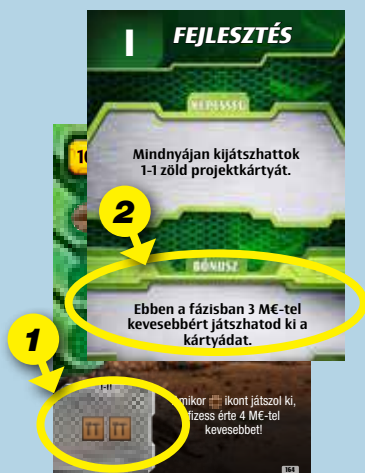 I
FEJLESZTÉS
KÉPESSÉG
Mindnyájan kijátszhattok
1-1 zöld projektkártyát.
2
BÓNUSZ
Ebben a fázisban 3 M€-tel
kevesebbért játszhatod ki a
kártyádat.
1
ikont játszol ki,
fizess érte 4 M€-tel
kevesebbet!
164